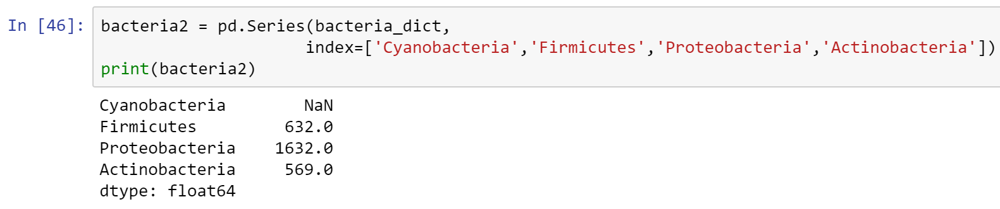 In [46]: bacteria2 = pd.Series(bacteria_dict,
index=['Cyanobacteria','Firmicutes','Proteobacteria','Actinobacteria'])
print(bacteria2)
Cyanobacteria        NaN
Firmicutes         632.0
Proteobacteria    1632.0
Actinobacteria     569.0
dtype: float64